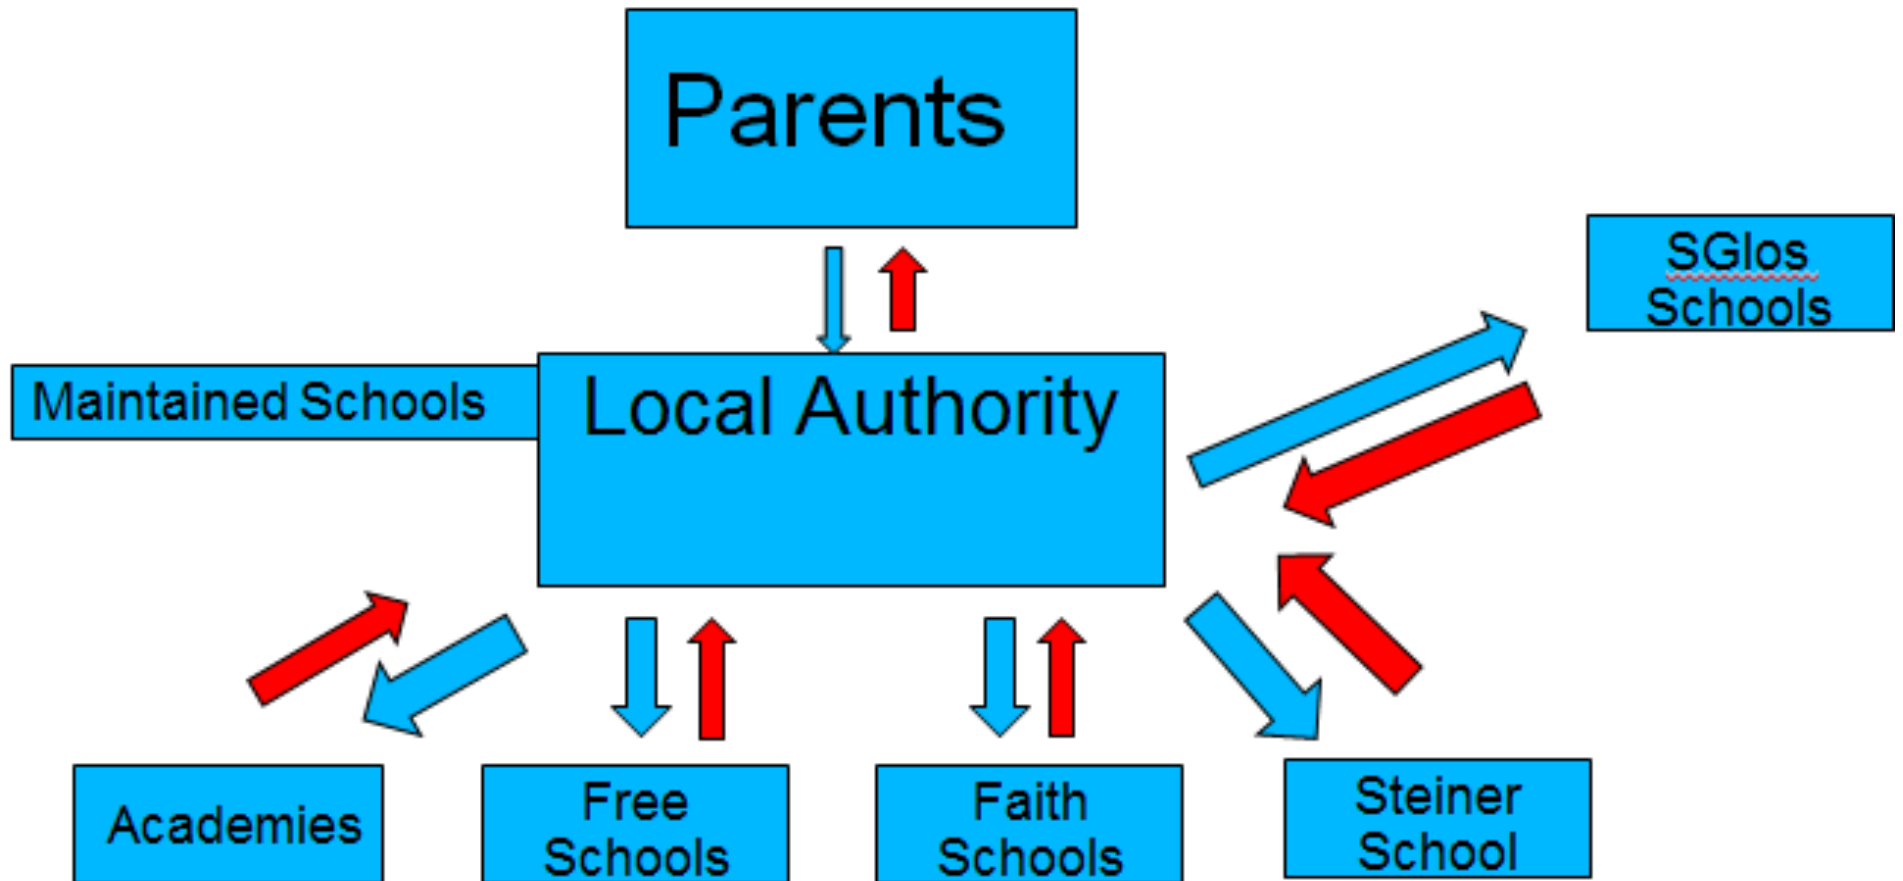 Parents
SGlos
Schools
Maintained Schools
Local Authority
Academies
Free
Schools
Faith
Schools
Steiner
School